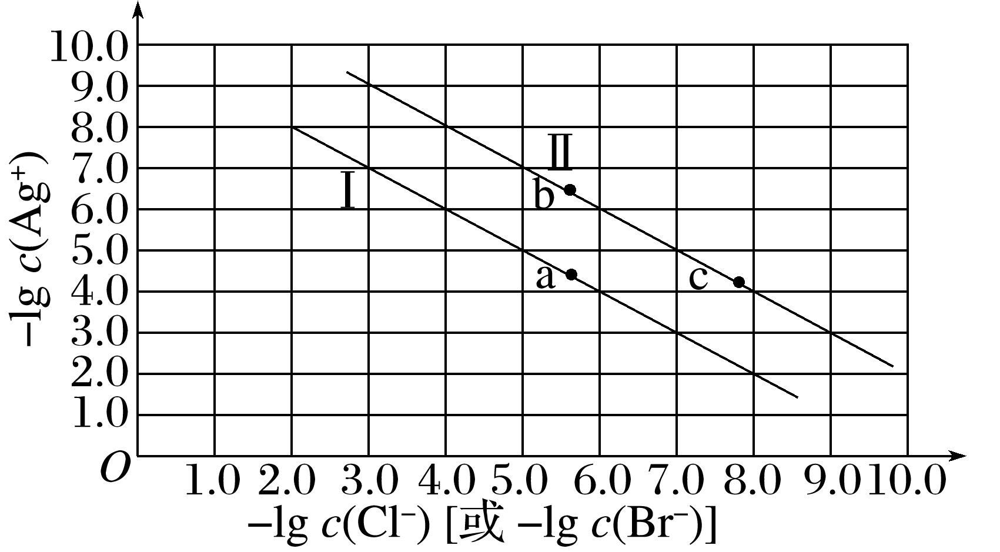 −lg c(Ag⁺)
10.0
9.0
8.0
7.0
6.0
5.0
4.0
3.0
2.0
1.0
O
Ⅱ
Ⅰ
b
a
c
1.0 2.0 3.0 4.0 5.0 6.0 7.0 8.0 9.0 10.0
−lg c(Cl⁻) [或 −lg c(Br⁻)]